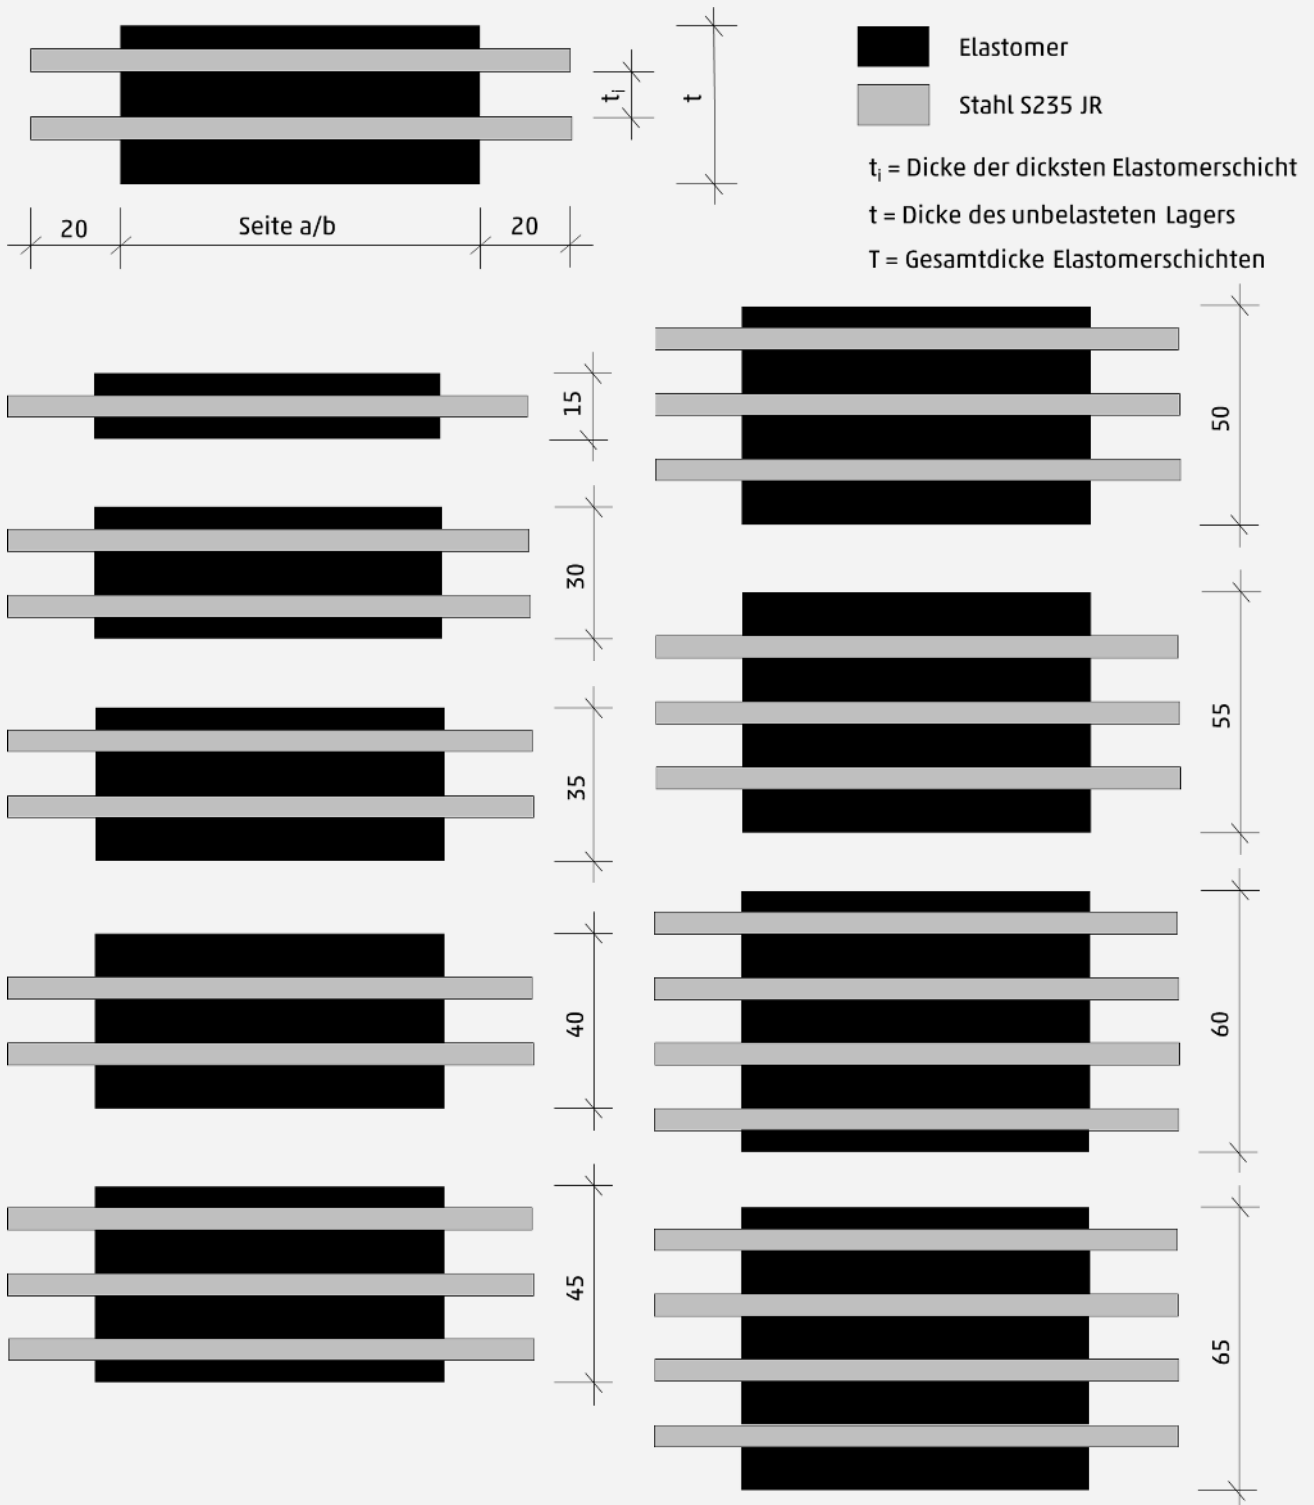 Elastomer
Stahl S235 JR
tᵢ = Dicke der dicksten Elastomerschicht
t = Dicke des unbelasteten Lagers
T = Gesamtdicke Elastomerschichten
tᵢ
t
20
Seite a/b
20
15
30
35
40
45
50
55
60
65